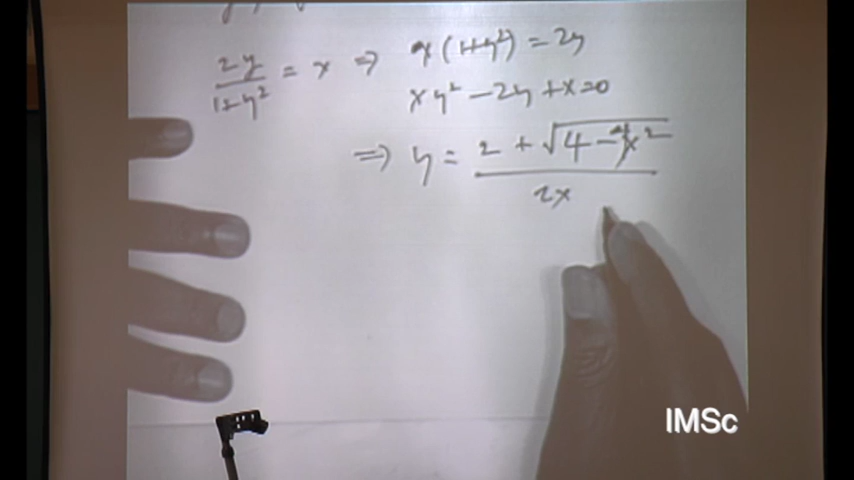 2y/(1+y²) = x ⇒ x(1+y²) = 2y
xy² - 2y + x = 0
⇒ y = (2 + √(4 - 4x²))/2x
IMSc